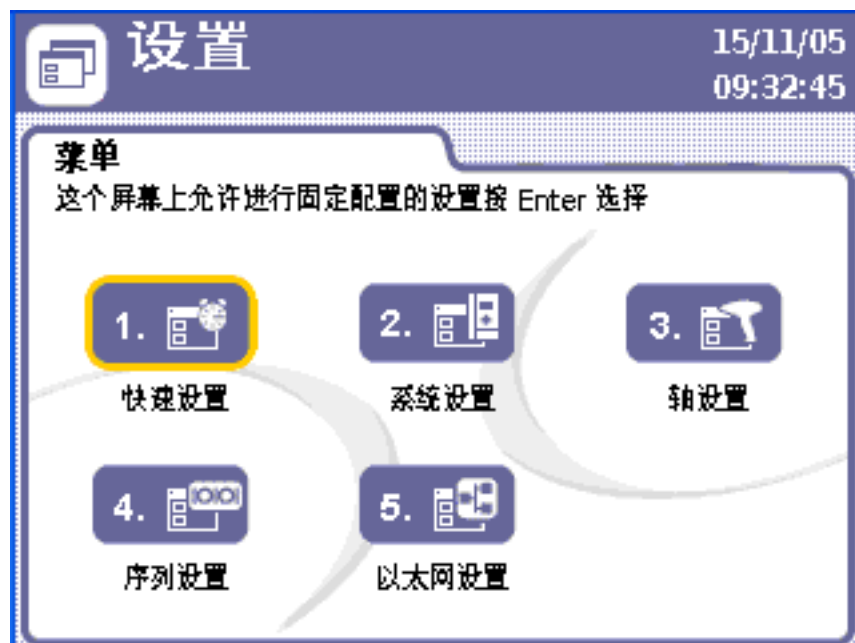 设置
15/11/05
09:32:45
菜单
这个屏幕上允许进行固定配置的设置按 Enter 选择
1.
2.
3.
快速设置
系统设置
轴设置
4.
5.
序列设置
以太网设置